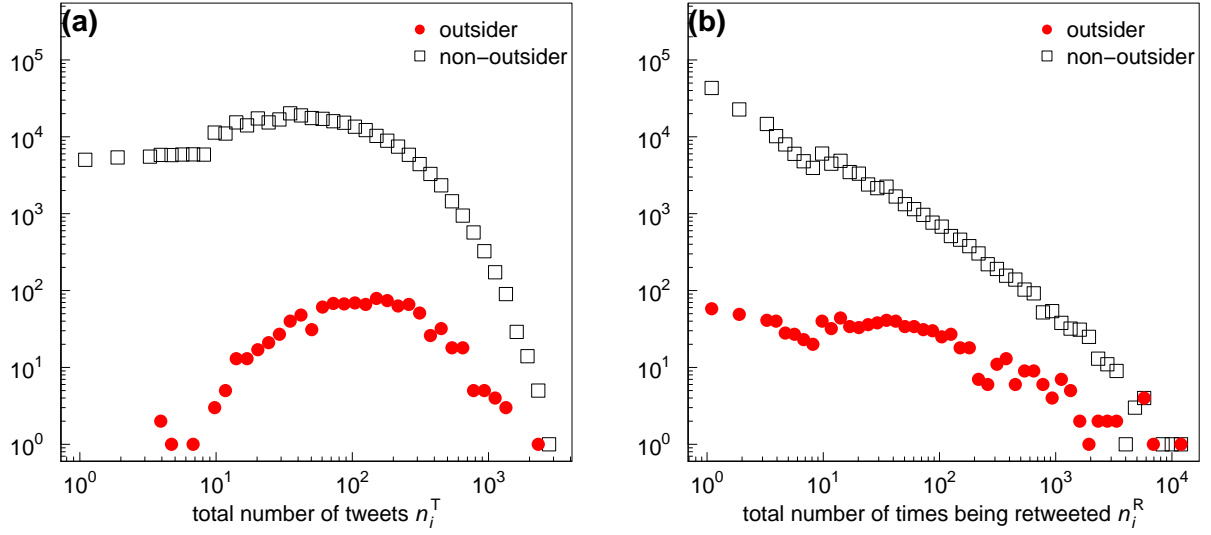 (a)
outsider
non−outsider
10^5
10^4
10^3
10^2
10^1
10^0
10^0 10^1 10^2 10^3
total number of tweets n_i^T
(b)
outsider
non−outsider
10^5
10^4
10^3
10^2
10^1
10^0
10^0 10^1 10^2 10^3 10^4
total number of times being retweeted n_i^R